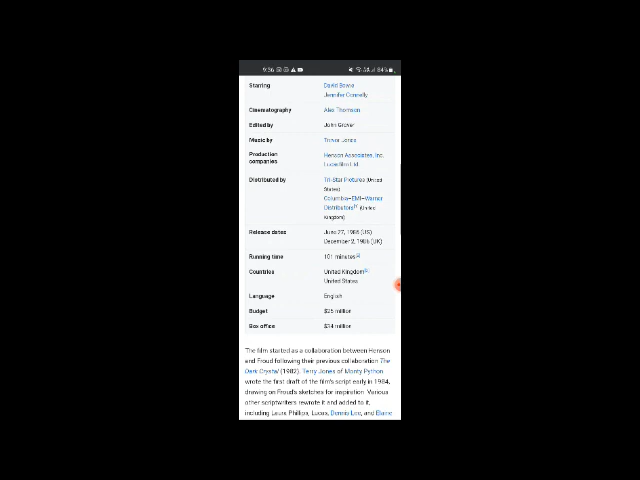 9:36
84%
Starring David Bowie
Jennifer Connelly
Cinematography Alex Thomson
Edited by John Grover
Music by Trevor Jones
Production Henson Associates, Inc.
companies Lucasfilm Ltd.
Distributed by Tri-Star Pictures (United
States)
Columbia–EMI–Warner
Distributors (United
Kingdom)
Release dates June 27, 1986 (US)
December 2, 1986 (UK)
Running time 101 minutes
Countries United Kingdom
United States
Language English
Budget $25 million
Box office $34 million
The film started as a collaboration between Henson
and Froud following their previous collaboration The
Dark Crystal (1982). Terry Jones of Monty Python
wrote the first draft of the film's script early in 1984,
drawing on Froud's sketches for inspiration. Various
other scriptwriters rewrote it and added to it,
including Laura Phillips, Lucas, Dennis Lee, and Elaine